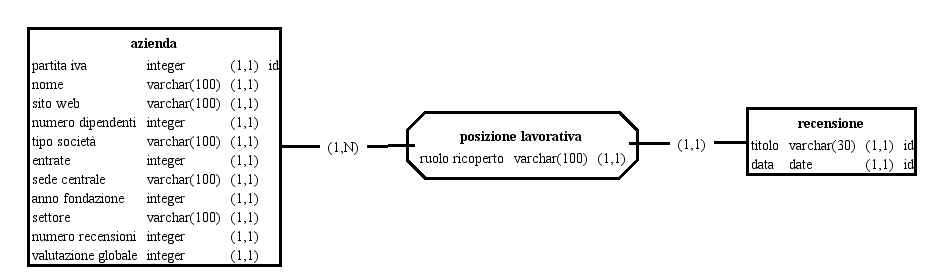 azienda
partita iva integer (1,1) id
nome varchar(100) (1,1)
sito web varchar(100) (1,1)
numero dipendenti integer (1,1)
tipo società varchar(100) (1,1)
entrate integer (1,1)
sede centrale varchar(100) (1,1)
anno fondazione integer (1,1)
settore varchar(100) (1,1)
numero recensioni integer (1,1)
valutazione globale integer (1,1)
(1,N)
posizione lavorativa
ruolo ricoperto varchar(100) (1,1)
(1,1)
recensione
titolo varchar(30) (1,1) id
data date (1,1) id